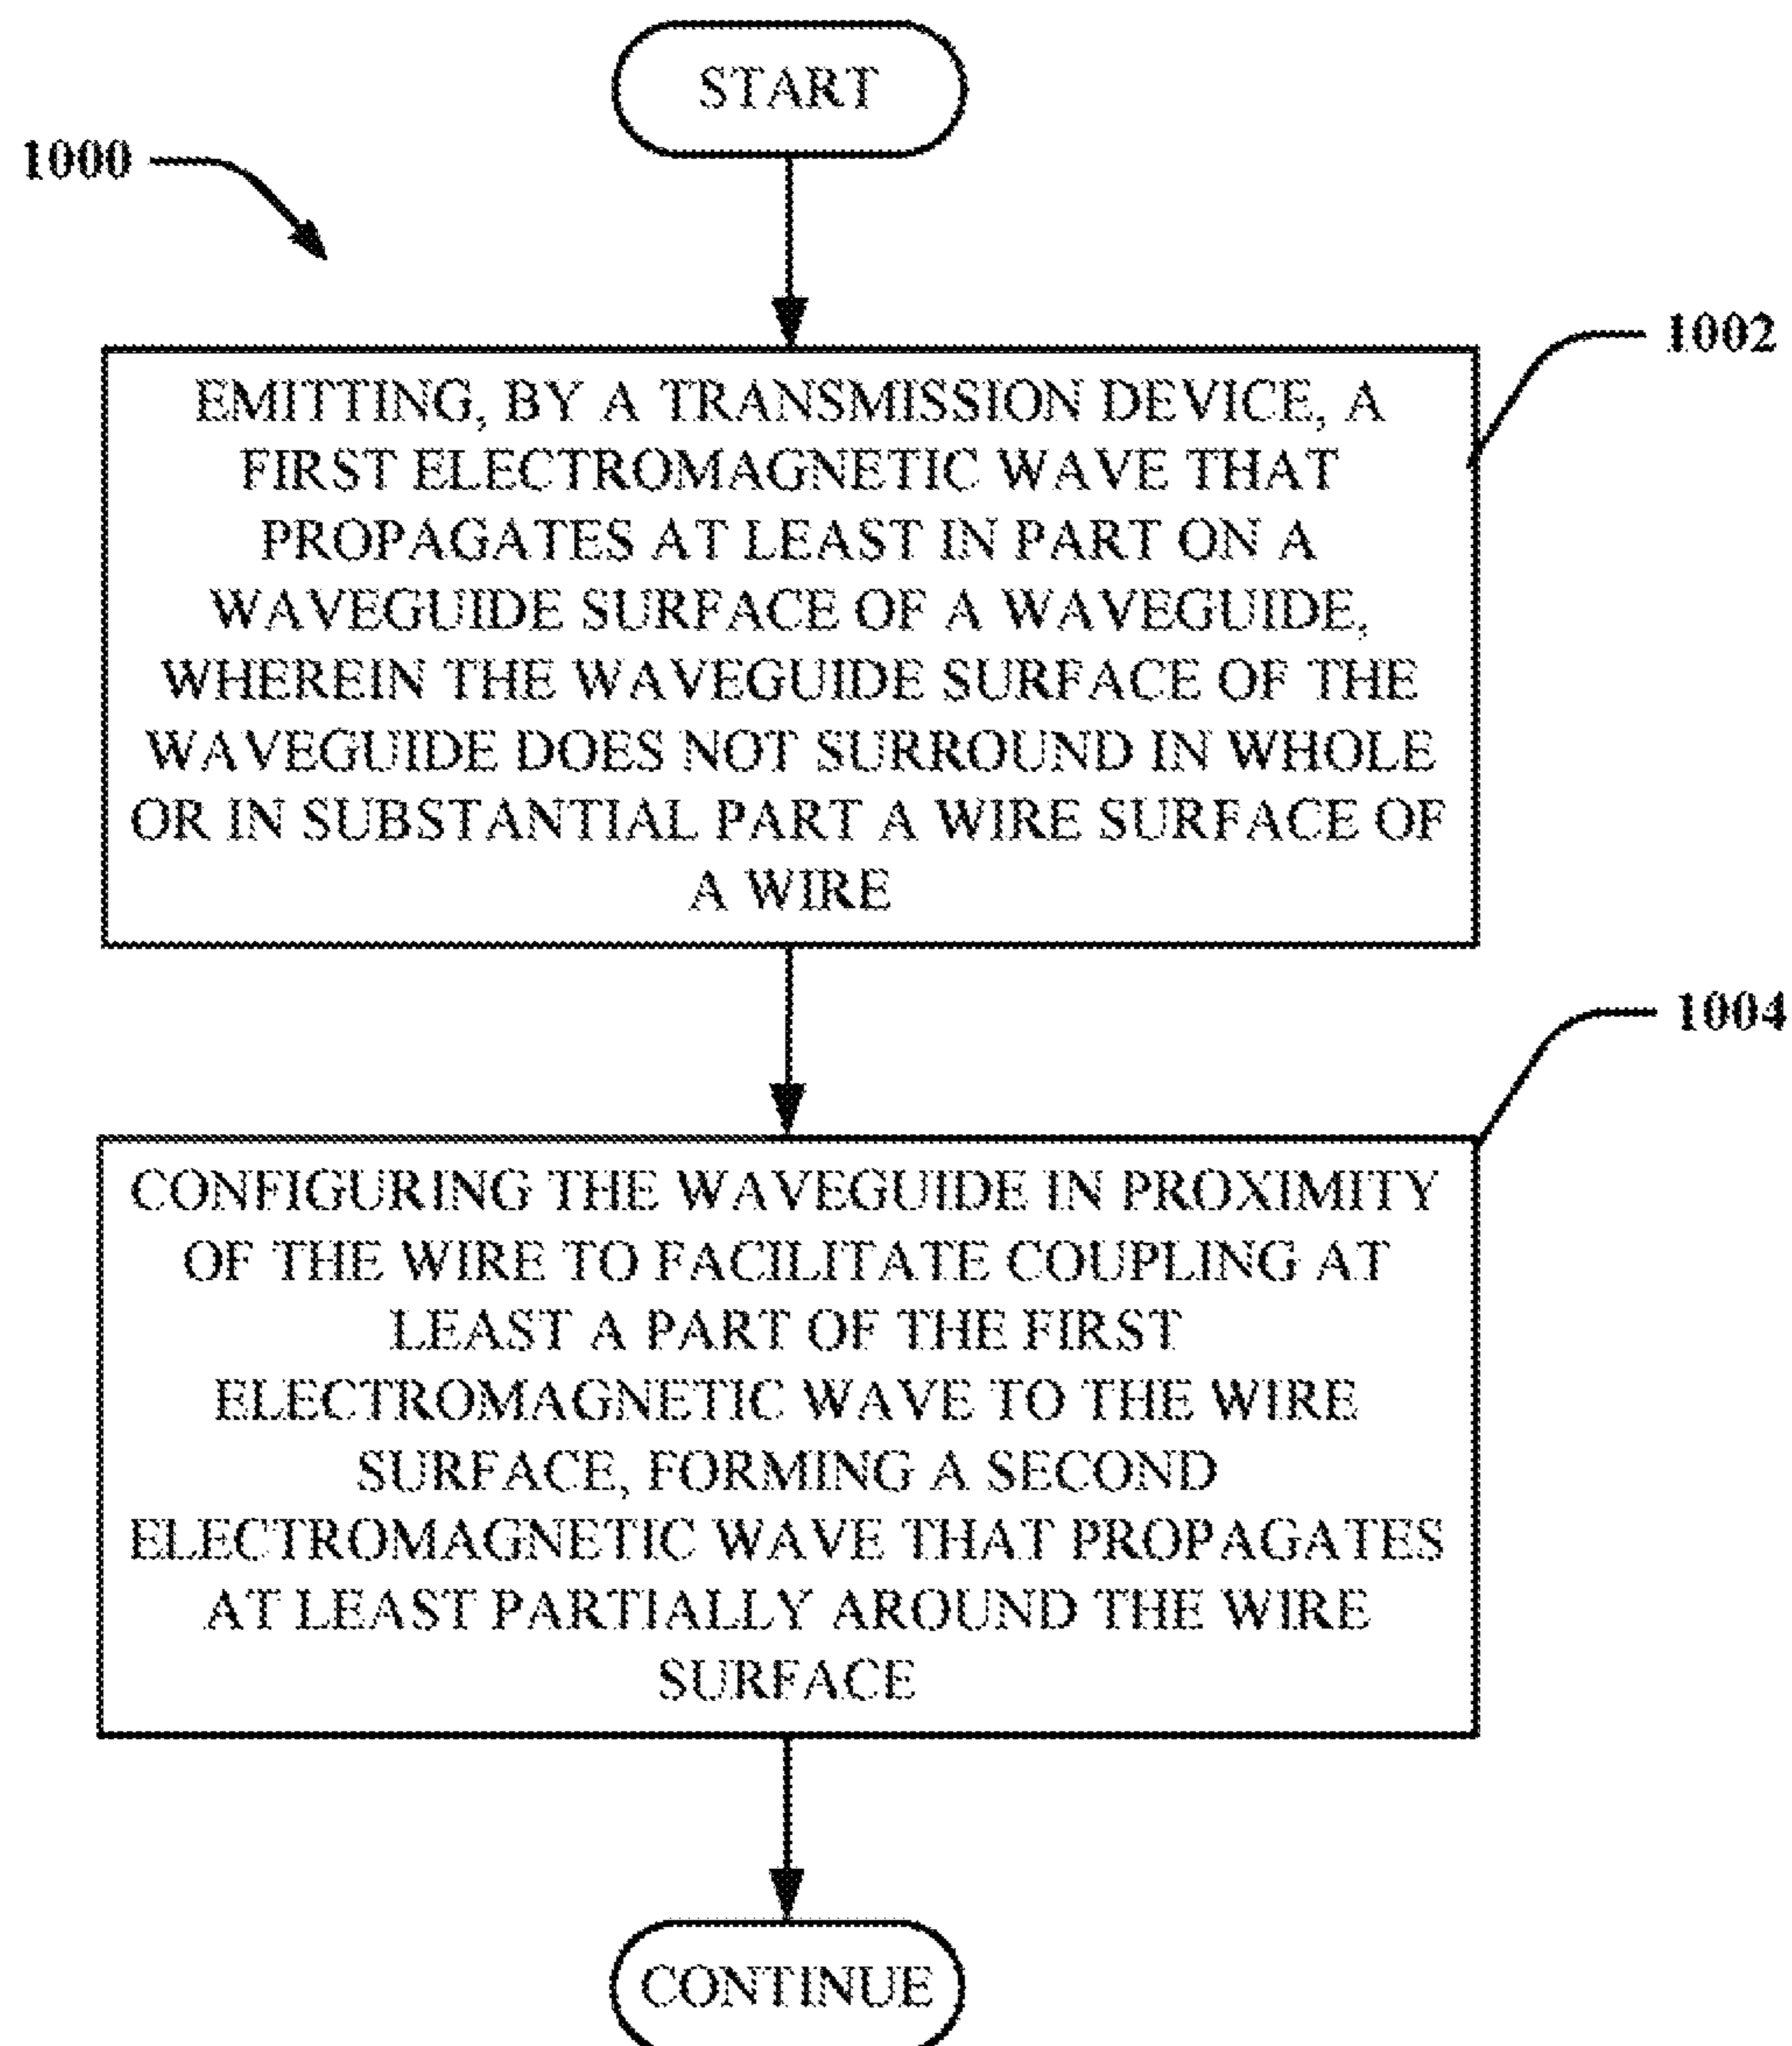 START
1000
1002
EMITTING, BY A TRANSMISSION DEVICE, A
FIRST ELECTROMAGNETIC WAVE THAT
PROPAGATES AT LEAST IN PART ON A
WAVEGUIDE SURFACE OF A WAVEGUIDE,
WHEREIN THE WAVEGUIDE SURFACE OF THE
WAVEGUIDE DOES NOT SURROUND IN WHOLE
OR IN SUBSTANTIAL PART A WIRE SURFACE OF
A WIRE
1004
CONFIGURING THE WAVEGUIDE IN PROXIMITY
OF THE WIRE TO FACILITATE COUPLING AT
LEAST A PART OF THE FIRST
ELECTROMAGNETIC WAVE TO THE WIRE
SURFACE, FORMING A SECOND
ELECTROMAGNETIC WAVE THAT PROPAGATES
AT LEAST PARTIALLY AROUND THE WIRE
SURFACE
CONTINUE